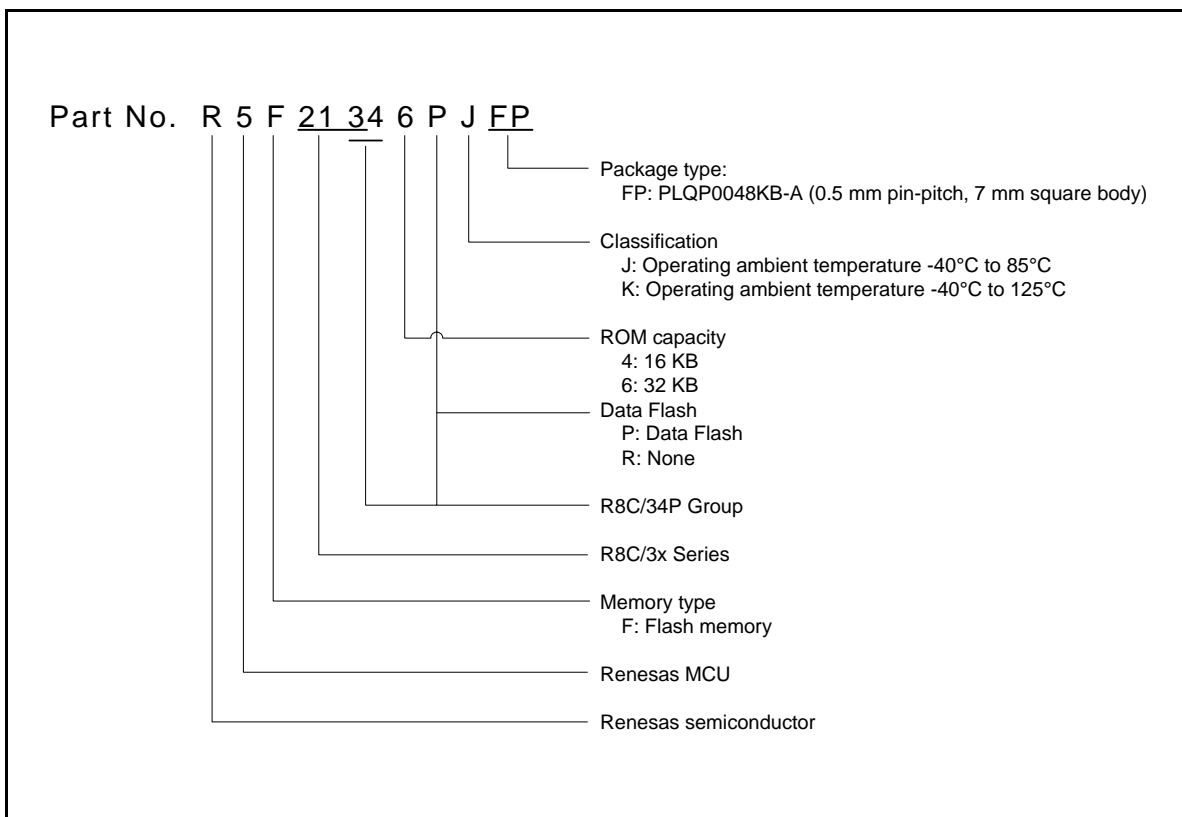 Part No. R 5 F 21 34 6 P J FP
Package type:
FP: PLQP0048KB-A (0.5 mm pin-pitch, 7 mm square body)
Classification
J: Operating ambient temperature -40°C to 85°C
K: Operating ambient temperature -40°C to 125°C
ROM capacity
4: 16 KB
6: 32 KB
Data Flash
P: Data Flash
R: None
R8C/34P Group
R8C/3x Series
Memory type
F: Flash memory
Renesas MCU
Renesas semiconductor